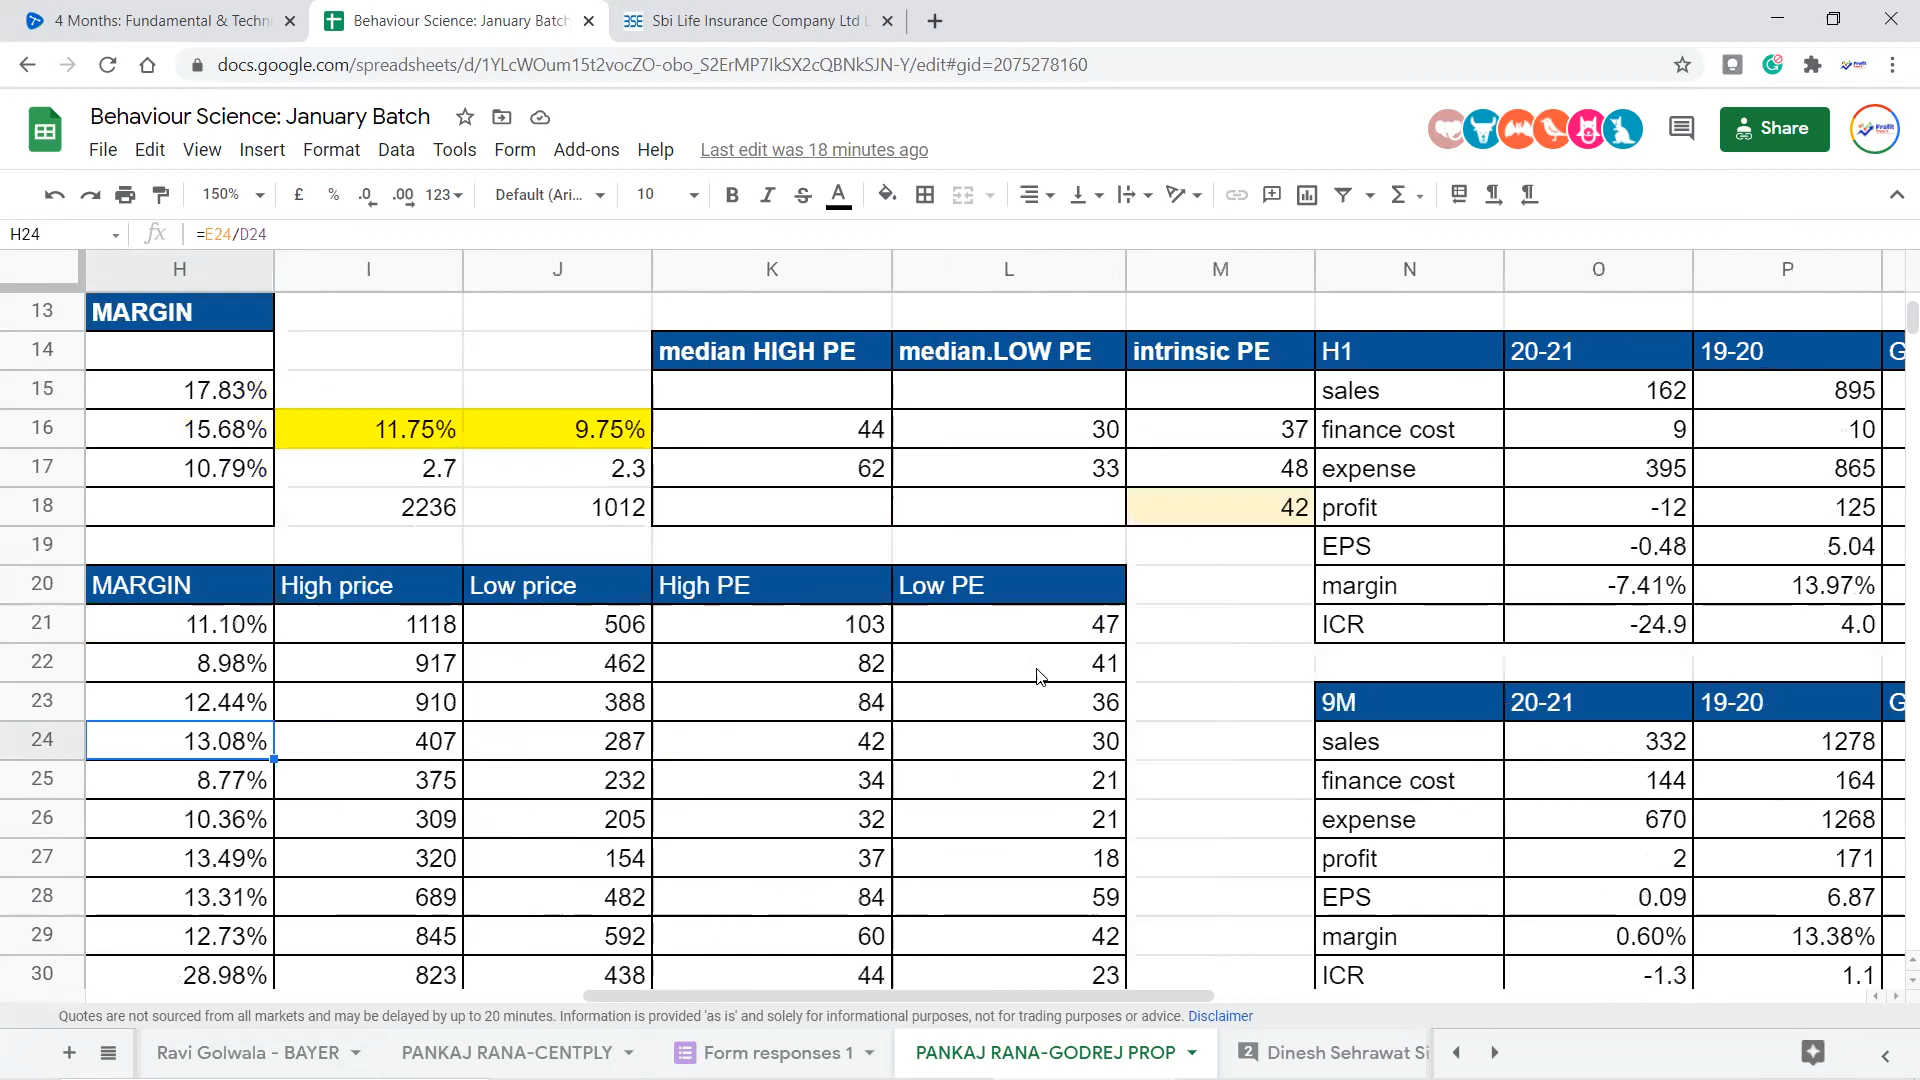 4 Months: Fundamental & Techn
Behaviour Science: January Batch
BSE Sbi Life Insurance Company Ltd L
docs.google.com/spreadsheets/d/1YLcWOum15t2vocZO-obo_S2ErMP7IkSX2cQBNkSJN-Y/edit#gid=2075278160
Behaviour Science: January Batch
File Edit View Insert Format Data Tools Form Add-ons Help Last edit was 18 minutes ago
Share
150% £ % .0 .00 123 Default (Ari... 10 B I S A
H24 fx =E24/D24
H I J K L M N O P
13 MARGIN
14 median HIGH PE median.LOW PE intrinsic PE H1 20-21 19-20 G
15 17.83% sales 162 895
16 15.68% 11.75% 9.75% 44 30 37 finance cost 9 10
17 10.79% 2.7 2.3 62 33 48 expense 395 865
18 2236 1012 42 profit -12 125
19 EPS -0.48 5.04
20 MARGIN High price Low price High PE Low PE margin -7.41% 13.97%
21 11.10% 1118 506 103 47 ICR -24.9 4.0
22 8.98% 917 462 82 41
23 12.44% 910 388 84 36 9M 20-21 19-20 G
24 13.08% 407 287 42 30 sales 332 1278
25 8.77% 375 232 34 21 finance cost 144 164
26 10.36% 309 205 32 21 expense 670 1268
27 13.49% 320 154 37 18 profit 2 171
28 13.31% 689 482 84 59 EPS 0.09 6.87
29 12.73% 845 592 60 42 margin 0.60% 13.38%
30 28.98% 823 438 44 23 ICR -1.3 1.1
Quotes are not sourced from all markets and may be delayed by up to 20 minutes. Information is provided 'as is' and solely for informational purposes, not for trading purposes or advice. Disclaimer
Ravi Golwala - BAYER PANKAJ RANA-CENTPLY Form responses 1 PANKAJ RANA-GODREJ PROP 2 Dinesh Sehrawat Si